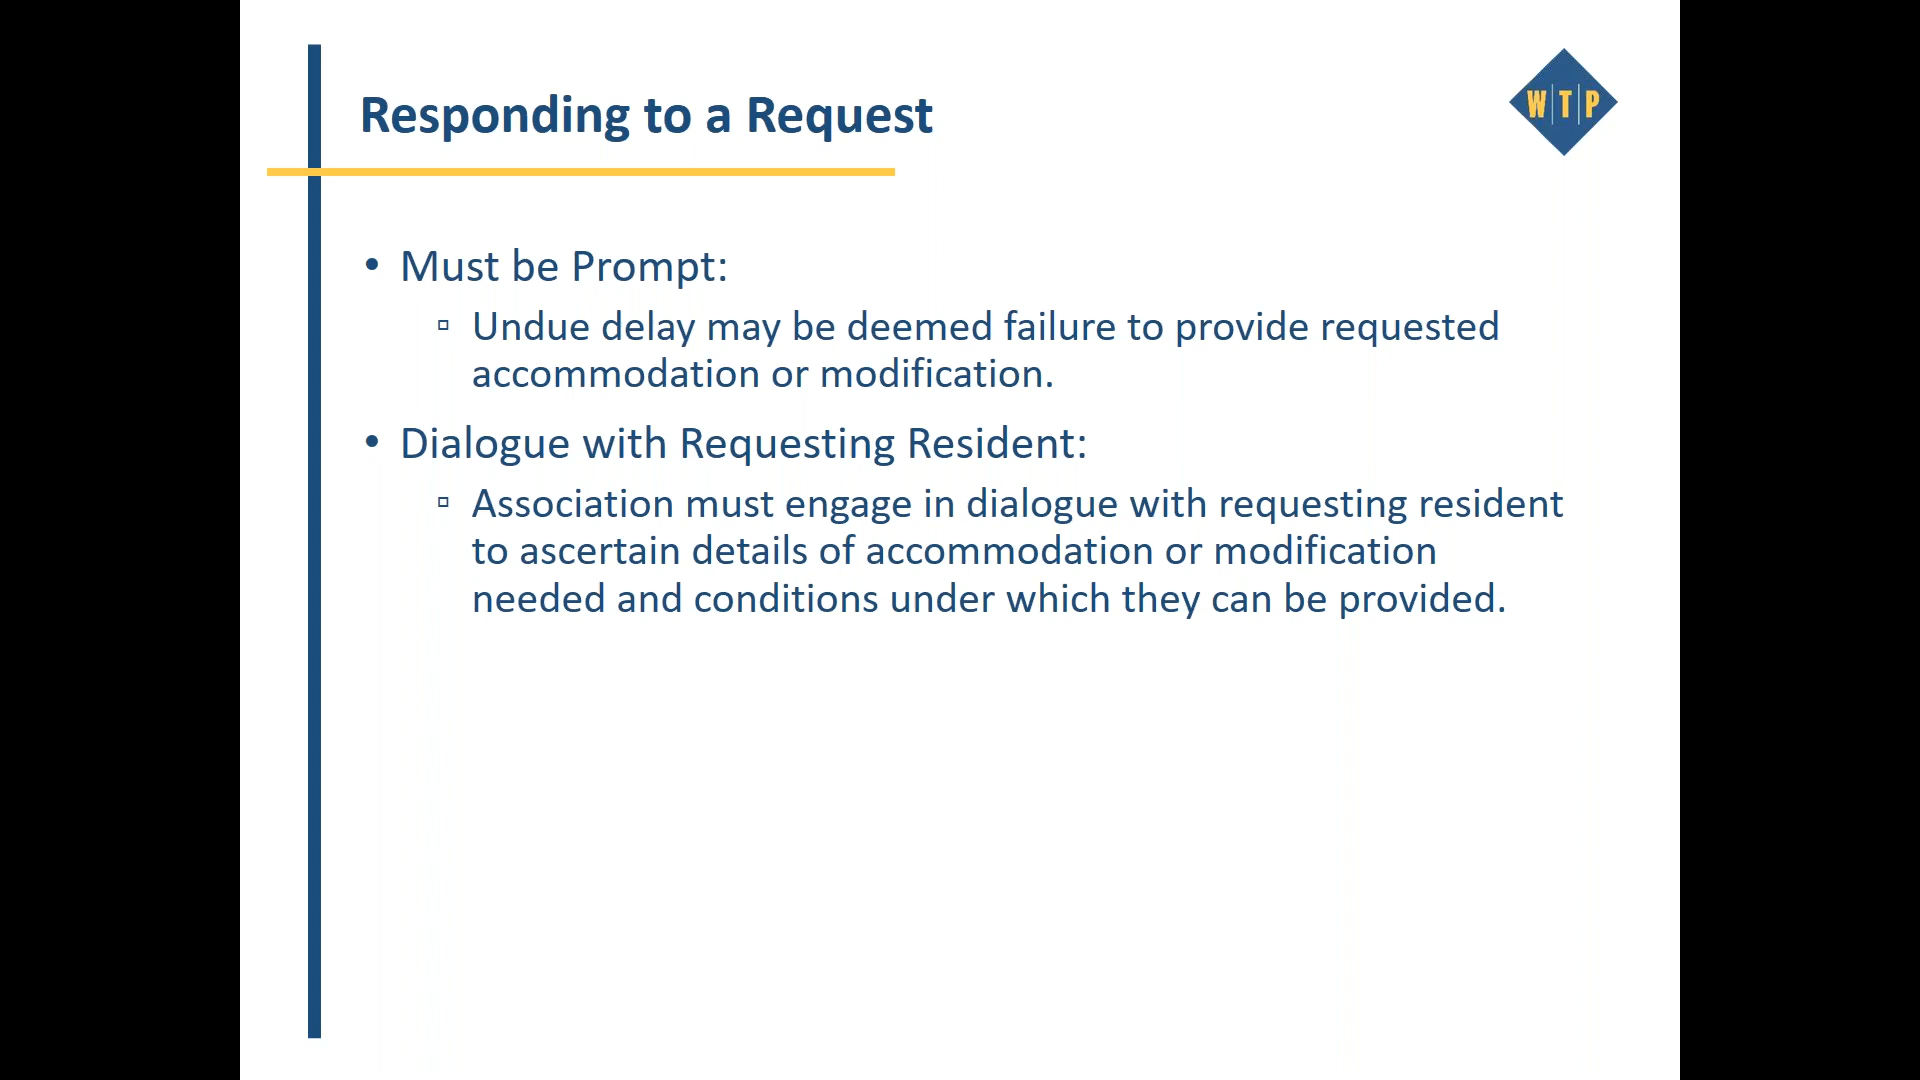 Responding to a Request
W T P
• Must be Prompt:
▫ Undue delay may be deemed failure to provide requested
accommodation or modification.
• Dialogue with Requesting Resident:
▫ Association must engage in dialogue with requesting resident
to ascertain details of accommodation or modification
needed and conditions under which they can be provided.